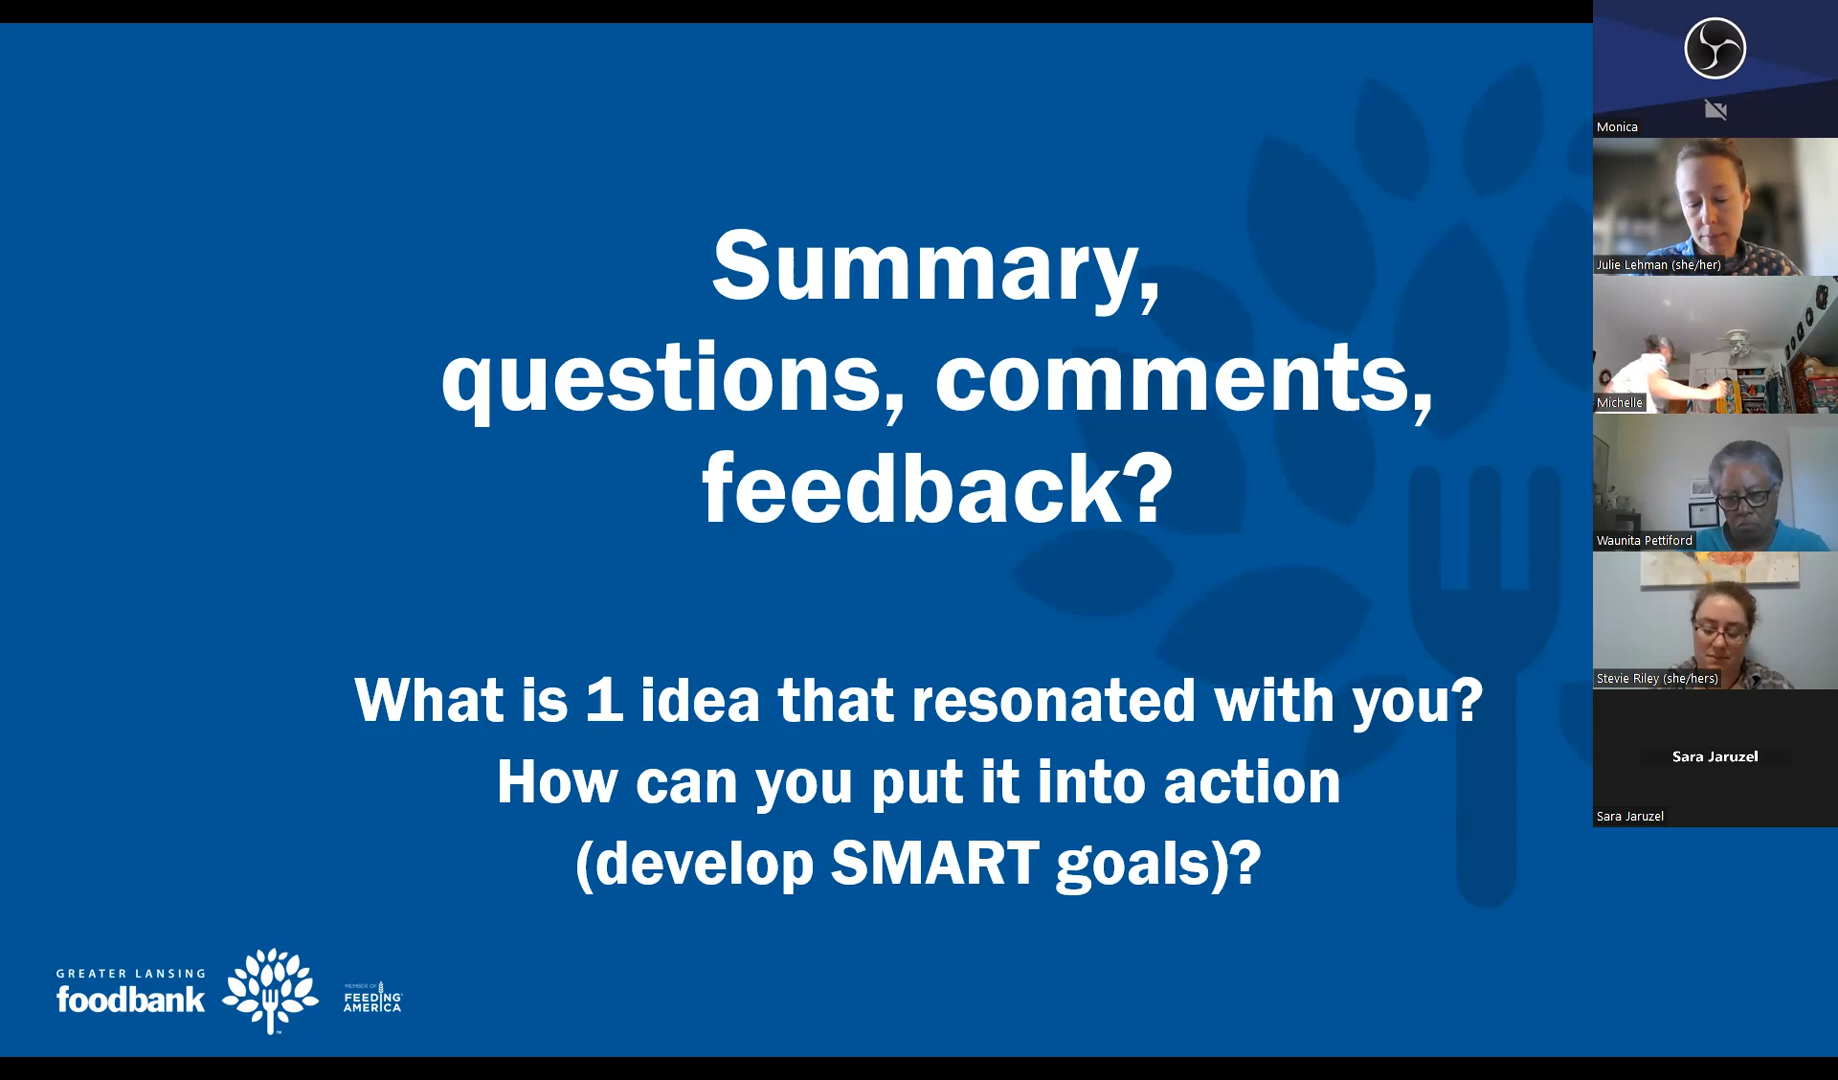 Summary,
questions, comments,
feedback?
What is 1 idea that resonated with you?
How can you put it into action
(develop SMART goals)?
GREATER LANSING
foodbank
MEMBER OF
FEEDING
AMERICA
Monica
Julie Lehman (she/her)
Michelle
Waunita Pettiford
Stevie Riley (she/hers)
Sara Jaruzel
Sara Jaruzel